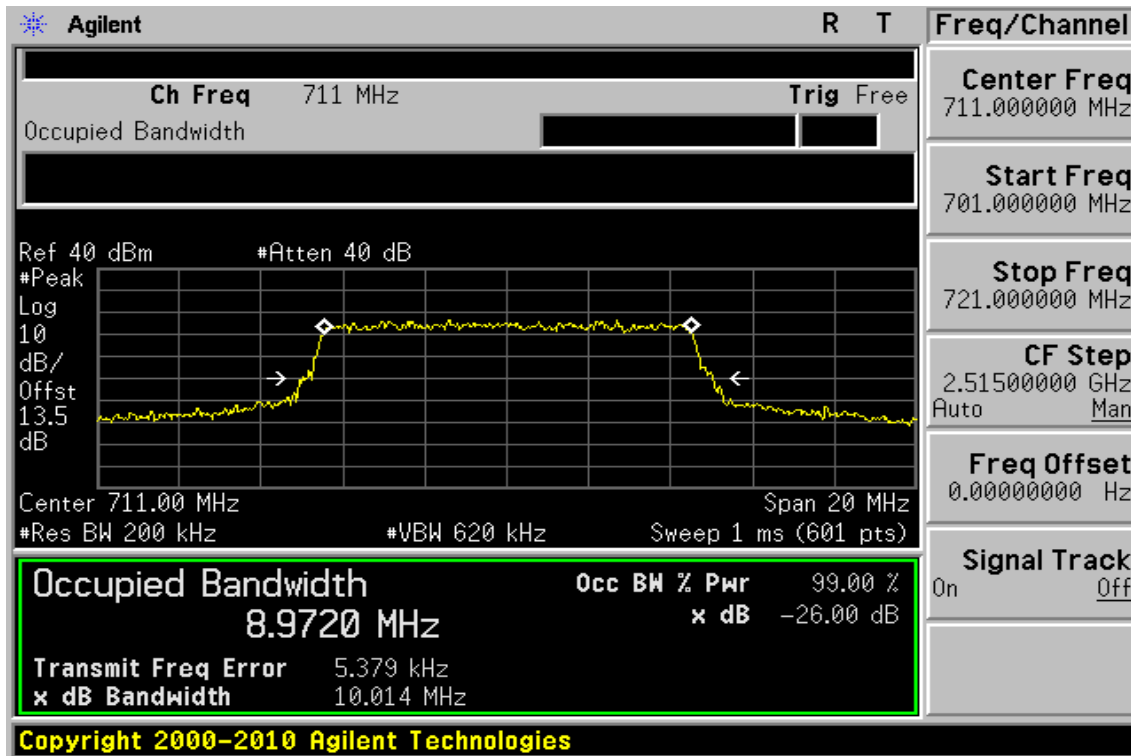 Agilent R T
Freq/Channel
Ch Freq 711 MHz Trig Free
Occupied Bandwidth
Center Freq
711.000000 MHz
Start Freq
701.000000 MHz
Stop Freq
721.000000 MHz
CF Step
2.51500000 GHz
Auto Man
Freq Offset
0.00000000 Hz
Signal Track
On Off
Ref 40 dBm #Atten 40 dB
#Peak
Log
10
dB/
Offst
13.5
dB
Center 711.00 MHz Span 20 MHz
#Res BW 200 kHz #VBW 620 kHz Sweep 1 ms (601 pts)
Occupied Bandwidth Occ BW % Pwr 99.00 %
8.9720 MHz x dB -26.00 dB
Transmit Freq Error 5.379 kHz
x dB Bandwidth 10.014 MHz
Copyright 2000-2010 Agilent Technologies